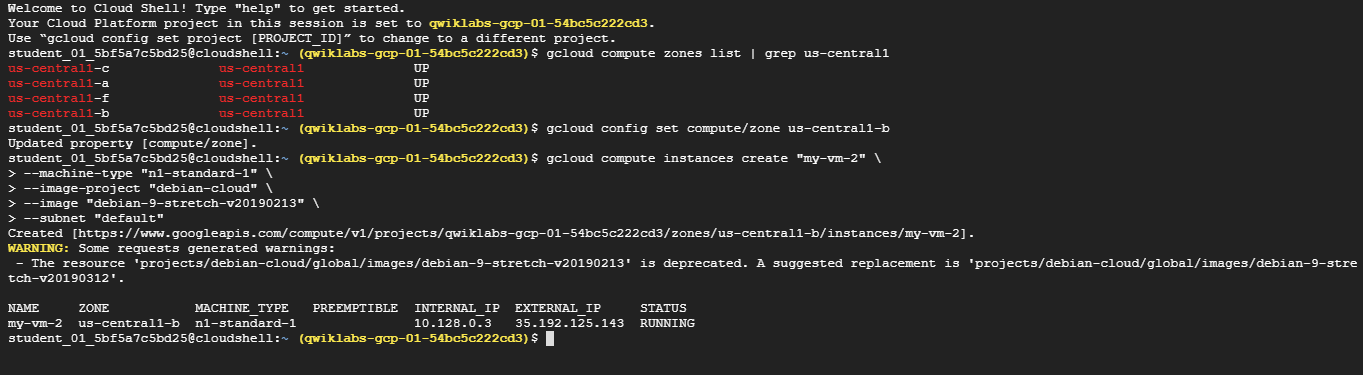 Welcome to Cloud Shell! Type "help" to get started.
Your Cloud Platform project in this session is set to qwiklabs-gcp-01-54bc5c222cd3.
Use “gcloud config set project [PROJECT_ID]” to change to a different project.
student_01_5bf5a7c5bd25@cloudshell:~ (qwiklabs-gcp-01-54bc5c222cd3)$ gcloud compute zones list | grep us-central1
us-central1-c              us-central1              UP
us-central1-a              us-central1              UP
us-central1-f              us-central1              UP
us-central1-b              us-central1              UP
student_01_5bf5a7c5bd25@cloudshell:~ (qwiklabs-gcp-01-54bc5c222cd3)$ gcloud config set compute/zone us-central1-b
Updated property [compute/zone].
student_01_5bf5a7c5bd25@cloudshell:~ (qwiklabs-gcp-01-54bc5c222cd3)$ gcloud compute instances create "my-vm-2" \
> --machine-type "n1-standard-1" \
> --image-project "debian-cloud" \
> --image "debian-9-stretch-v20190213" \
> --subnet "default"
Created [https://www.googleapis.com/compute/v1/projects/qwiklabs-gcp-01-54bc5c222cd3/zones/us-central1-b/instances/my-vm-2].
WARNING: Some requests generated warnings:
 - The resource 'projects/debian-cloud/global/images/debian-9-stretch-v20190213' is deprecated. A suggested replacement is 'projects/debian-cloud/global/images/debian-9-stre
tch-v20190312'.
NAME     ZONE           MACHINE_TYPE   PREEMPTIBLE  INTERNAL_IP  EXTERNAL_IP     STATUS
my-vm-2  us-central1-b  n1-standard-1               10.128.0.3   35.192.125.143  RUNNING
student_01_5bf5a7c5bd25@cloudshell:~ (qwiklabs-gcp-01-54bc5c222cd3)$